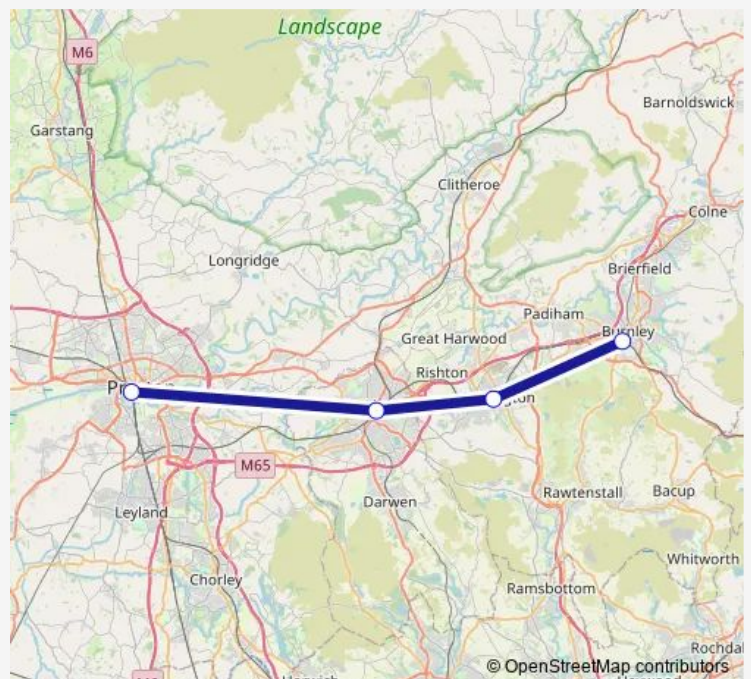 Landscape
M6
Barnoldswick
Garstang
Clitheroe
Colne
Longridge
Brierfield
Padiham
Burnley
Great Harwood
Rishton
M65
Rawtenstall
Bacup
Darwen
Leyland
Whitworth
Chorley
Ramsbottom
© OpenStreetMap contributors